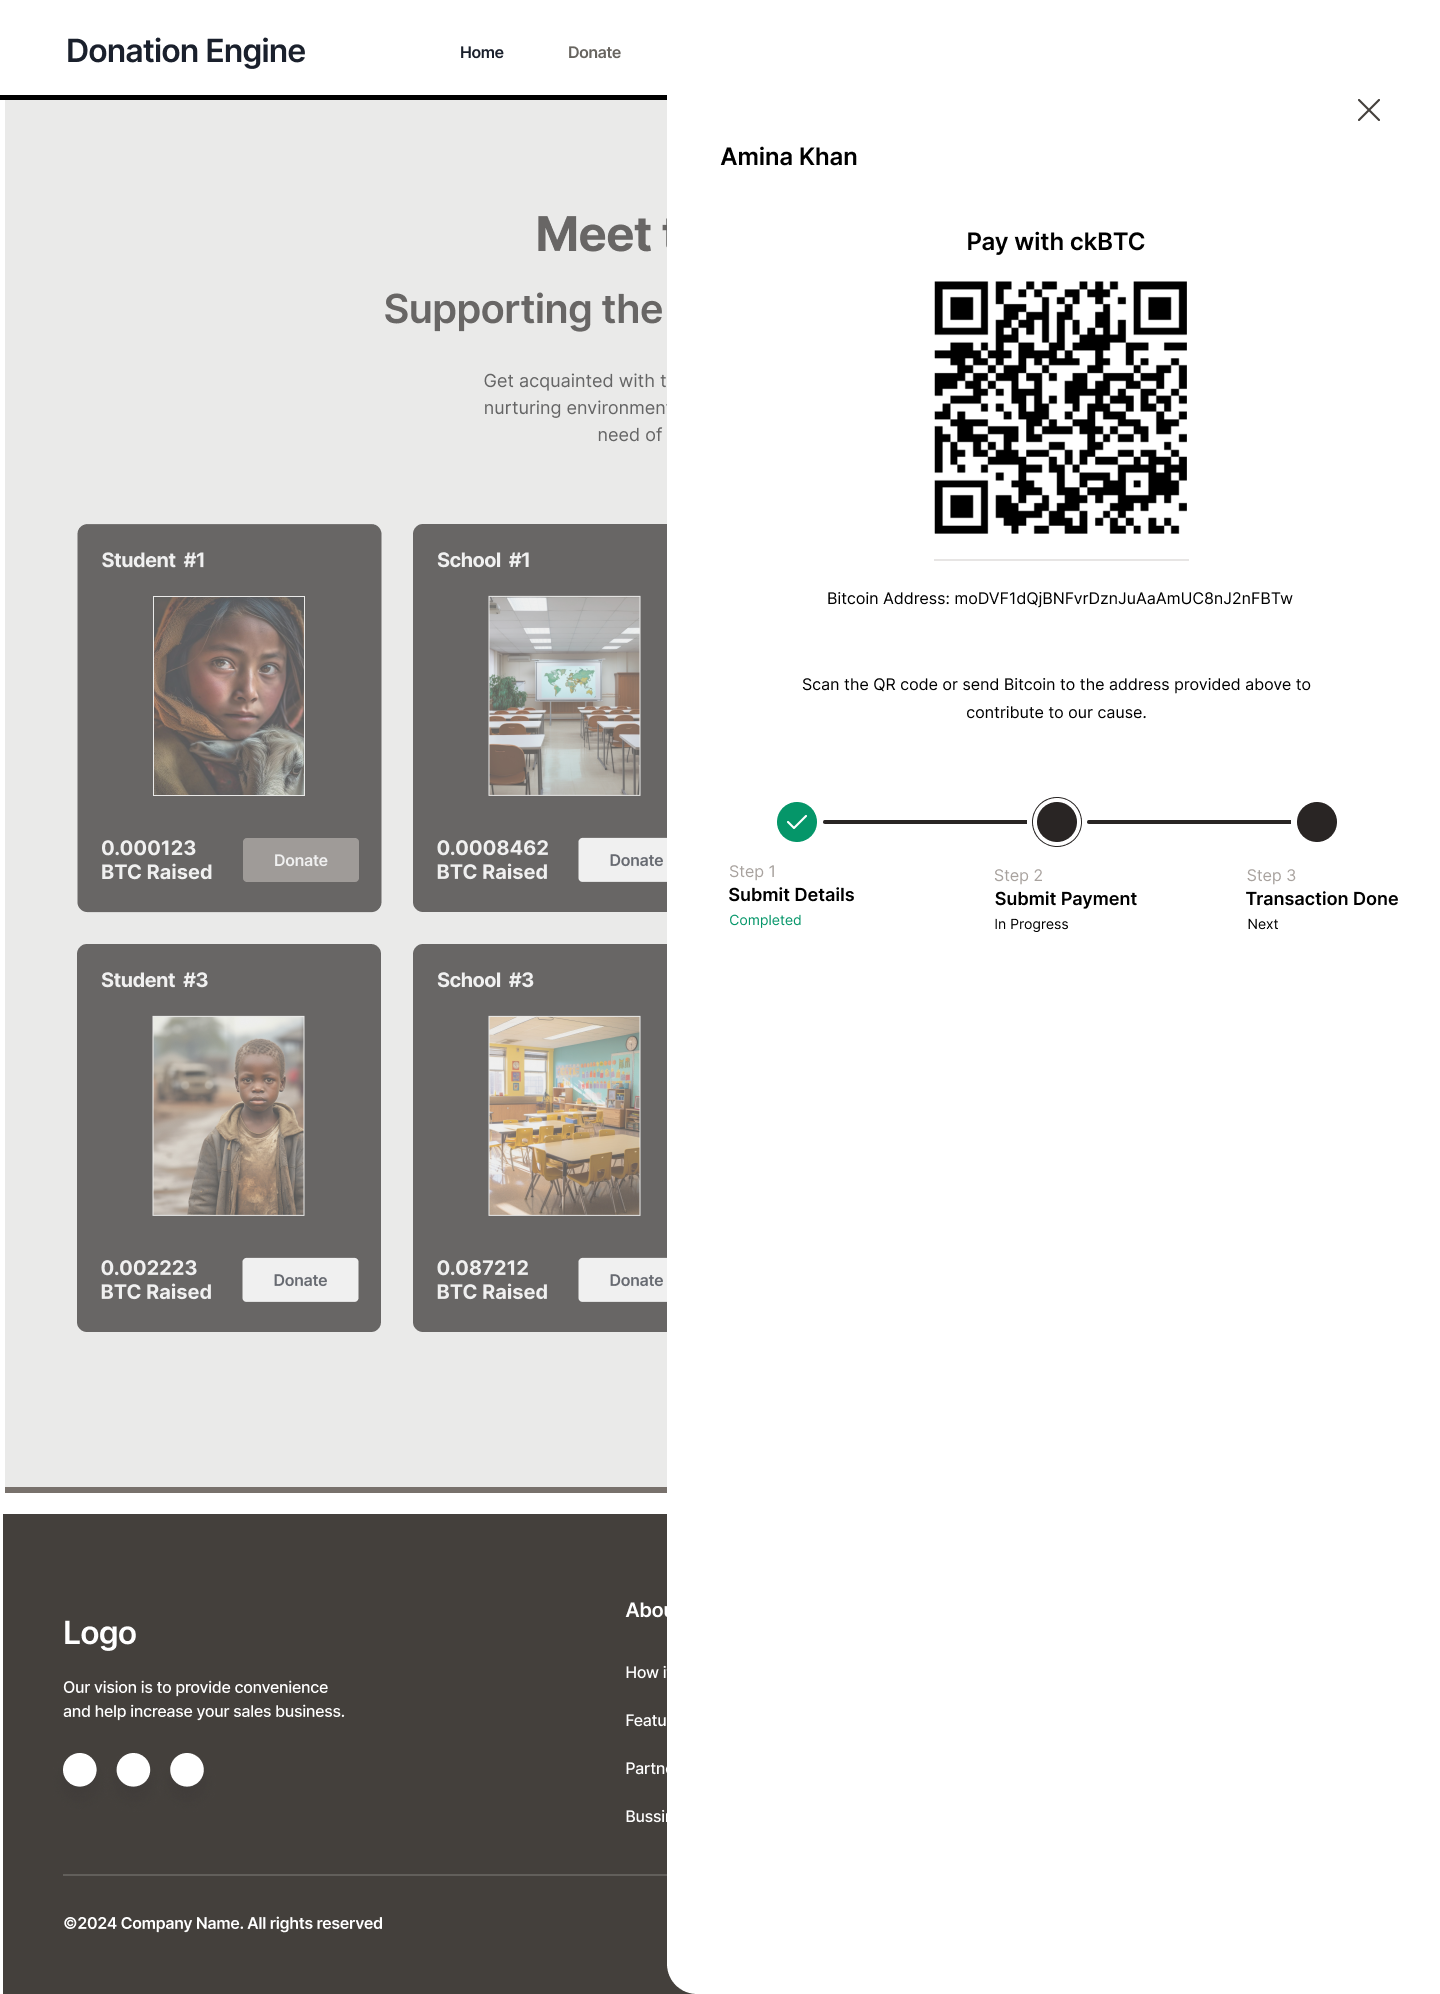 Donation Engine
Home
Donate
Meet
Supporting the
Get acquainted with
nurturing
need of
Student #1
0.000123
BTC Raised
Donate
School #1
0.0008462
BTC Raised
Donate
Student #3
0.002223
BTC Raised
Donate
School #3
0.087212
BTC Raised
Donate
Amina Khan
Pay with ckBTC
Bitcoin Address: moDVF1dQjBNFvrDznJuAaAmUC8nJ2nFBTw
Scan the QR code or send Bitcoin to the address provided above to
contribute to our cause.
Step 1
Submit Details
Completed
Step 2
Submit Payment
In Progress
Step 3
Transaction Done
Next
Logo
Our vision is to provide convenience
and help increase your sales business.
How
©2024 Company Name. All rights reserved